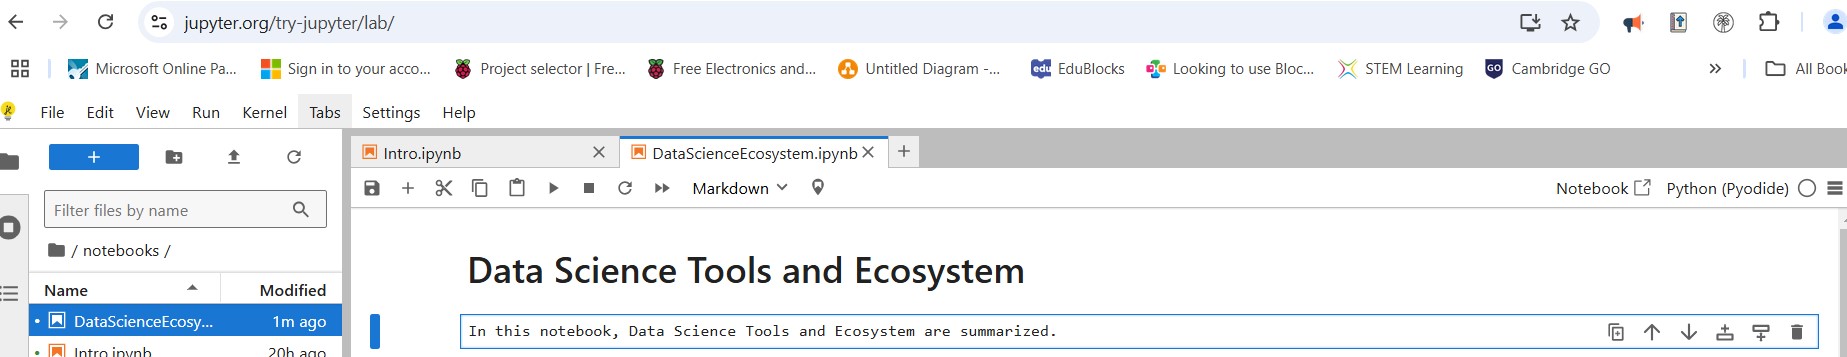 jupyter.org/try-jupyter/lab/
Microsoft Online Pa... Sign in to your acco... Project selector | Fre... Free Electronics and... Untitled Diagram -... edu EduBlocks Looking to use Bloc... STEM Learning GO Cambridge GO » All Book
File Edit View Run Kernel Tabs Settings Help
Intro.ipynb DataScienceEcosystem.ipynb
Markdown Notebook Python (Pyodide)
Filter files by name
/ notebooks /
Name Modified
DataScienceEcosy... 1m ago
Intro.ipynb 20h ago
Data Science Tools and Ecosystem
In this notebook, Data Science Tools and Ecosystem are summarized.